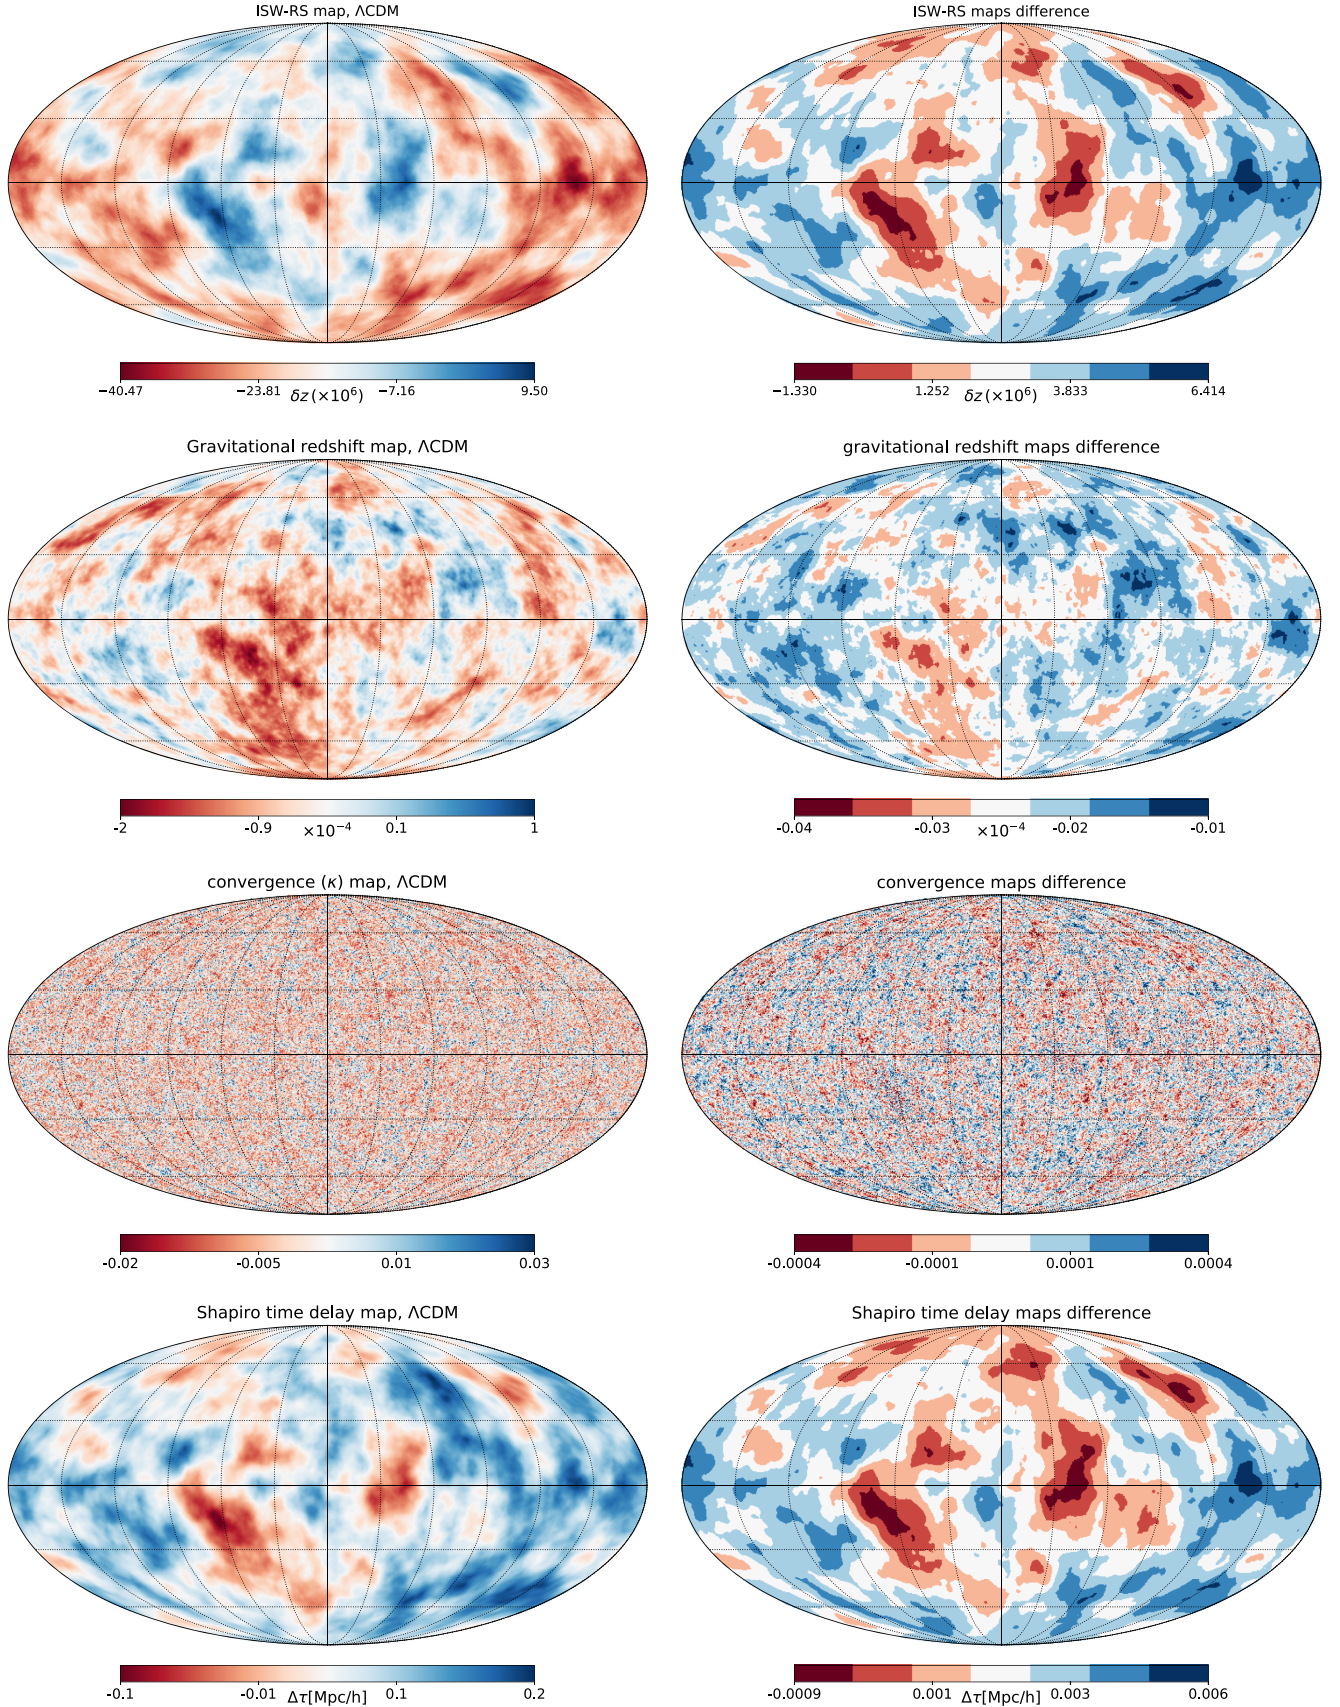 ISW-RS map, ΛCDM
ISW-RS maps difference
−40.47 −23.81 −7.16 9.50
δz (×10⁶)
−1.330 1.252 3.833 6.414
δz (×10⁶)
Gravitational redshift map, ΛCDM
gravitational redshift maps difference
-2 -0.9 ×10⁻⁴ 0.1 1
-0.04 -0.03 ×10⁻⁴ -0.02 -0.01
convergence (κ) map, ΛCDM
convergence maps difference
-0.02 -0.005 0.01 0.03
-0.0004 -0.0001 0.0001 0.0004
Shapiro time delay map, ΛCDM
Shapiro time delay maps difference
-0.1 -0.01 Δτ[Mpc/h] 0.1 0.2
-0.0009 0.001 Δτ[Mpc/h] 0.003 0.006